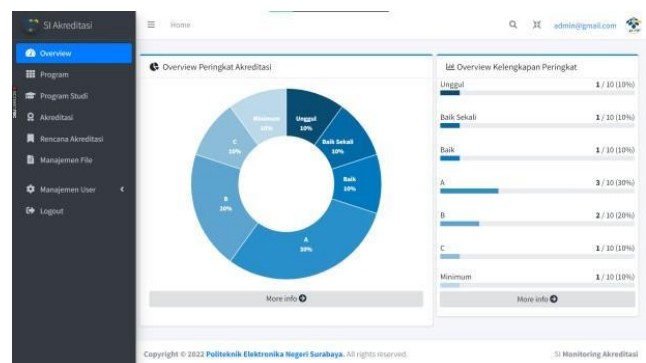 SI Akreditasi
Home
admin@gmail.com
Overview
Program
Program Studi
Akreditasi
Rencana Akreditasi
Manajemen File
Manajemen User
Logout
Overview Peringkat Akreditasi
Minimum
10%
Unggul
10%
C
10%
Baik Sekali
10%
Baik
10%
B
20%
A
30%
More info
Overview Kelengkapan Peringkat
Unggul 1 / 10 (10%)
Baik Sekali 1 / 10 (10%)
Baik 1 / 10 (10%)
A 3 / 10 (30%)
B 2 / 10 (20%)
C 1 / 10 (10%)
Minimum 1 / 10 (10%)
More info
Copyright © 2022 Politeknik Elektronika Negeri Surabaya. All rights reserved.
SI Monitoring Akreditasi